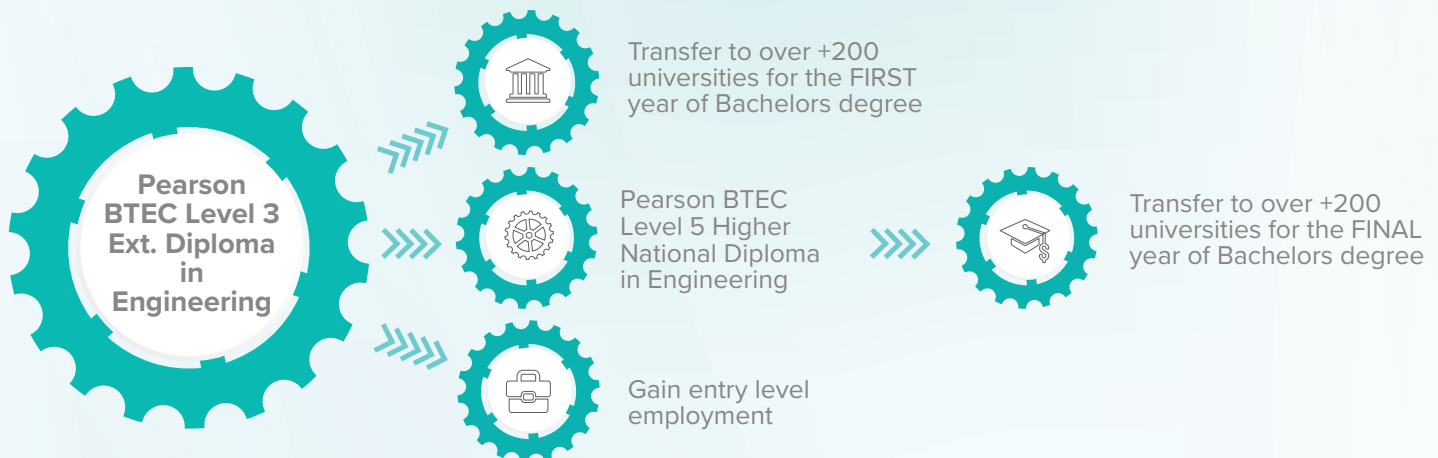 Pearson
BTEC Level 3
Ext. Diploma
in
Engineering
Transfer to over +200
universities for the FIRST
year of Bachelors degree
Pearson BTEC
Level 5 Higher
National Diploma
in Engineering
Transfer to over +200
universities for the FINAL
year of Bachelors degree
Gain entry level
employment
$